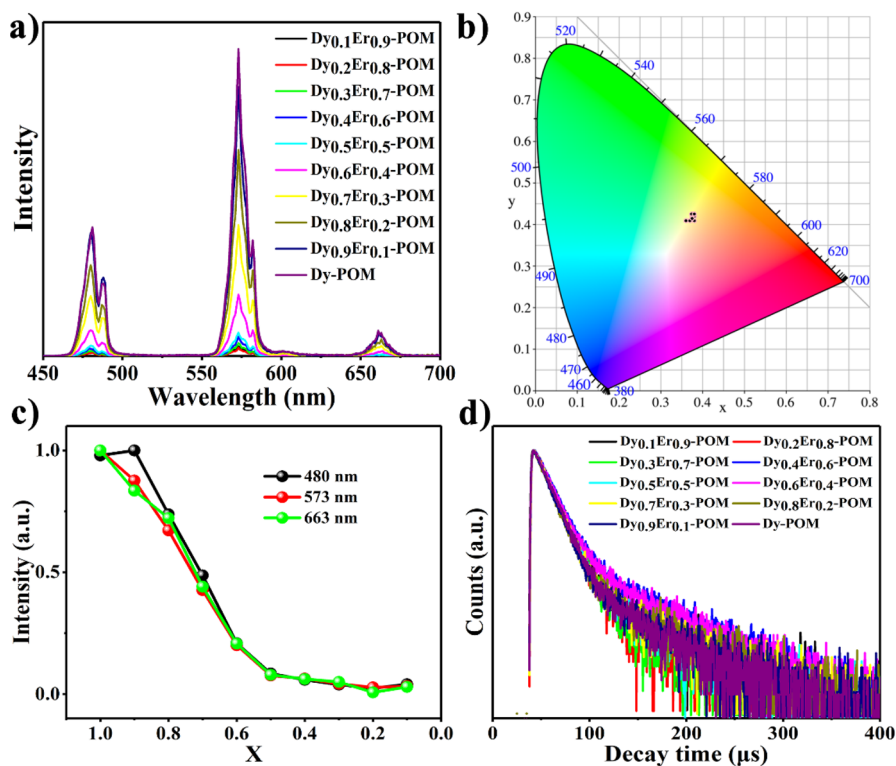 a)
Intensity
Dy0.1Er0.9-POM
Dy0.2Er0.8-POM
Dy0.3Er0.7-POM
Dy0.4Er0.6-POM
Dy0.5Er0.5-POM
Dy0.6Er0.4-POM
Dy0.7Er0.3-POM
Dy0.8Er0.2-POM
Dy0.9Er0.1-POM
Dy-POM
450 500 550 600 650 700
Wavelength (nm)
b)
0.9
0.8
0.7
0.6
0.5
y
0.4
0.3
0.2
0.1
0.0
520
540
560
500
580
600
620
490
700
480
470
460
380
0.0 0.1 0.2 0.3 0.4 0.5 0.6 0.7 0.8
x
c)
Intensity (a.u.)
1.0
0.5
0.0
480 nm
573 nm
663 nm
1.0 0.8 0.6 0.4 0.2 0.0
X
d)
Counts (a.u.)
Dy0.1Er0.9-POM Dy0.2Er0.8-POM
Dy0.3Er0.7-POM Dy0.4Er0.6-POM
Dy0.5Er0.5-POM Dy0.6Er0.4-POM
Dy0.7Er0.3-POM Dy0.8Er0.2-POM
Dy0.9Er0.1-POM Dy-POM
0 100 200 300 400
Decay time (μs)